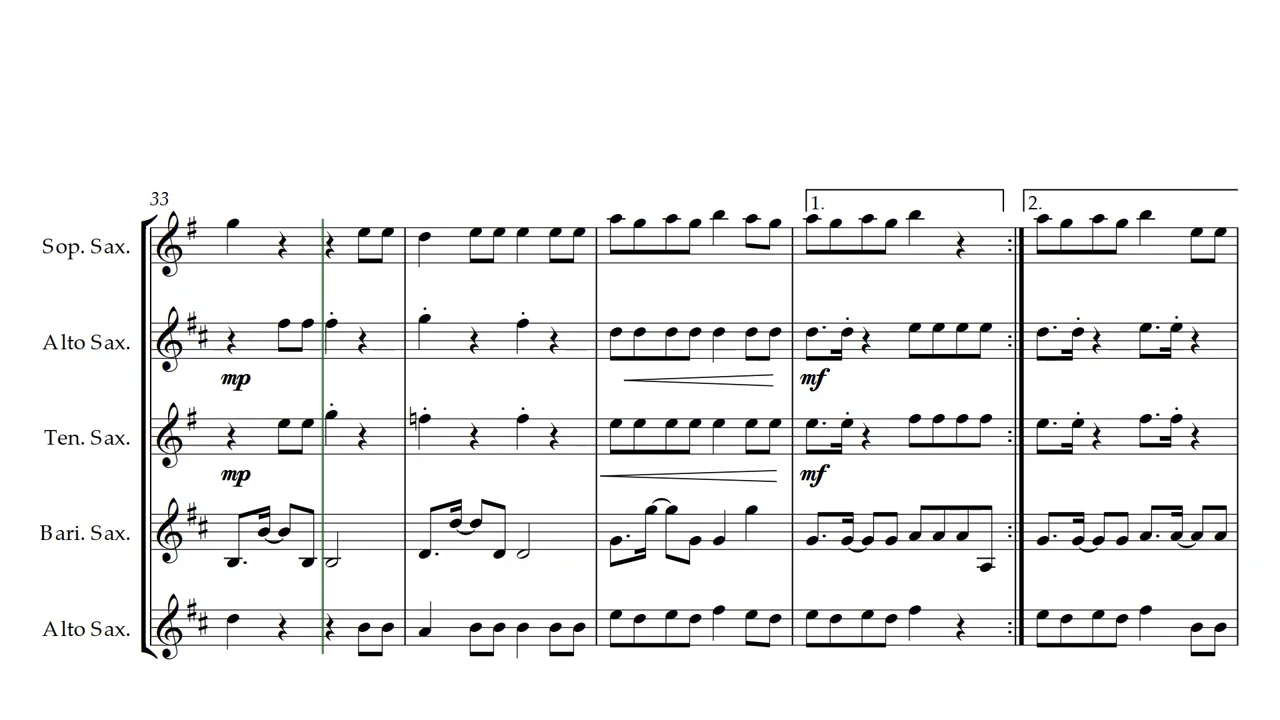 33
1.
2.
Sop. Sax.
Alto Sax.
mp
mf
Ten. Sax.
mp
mf
Bari. Sax.
Alto Sax.